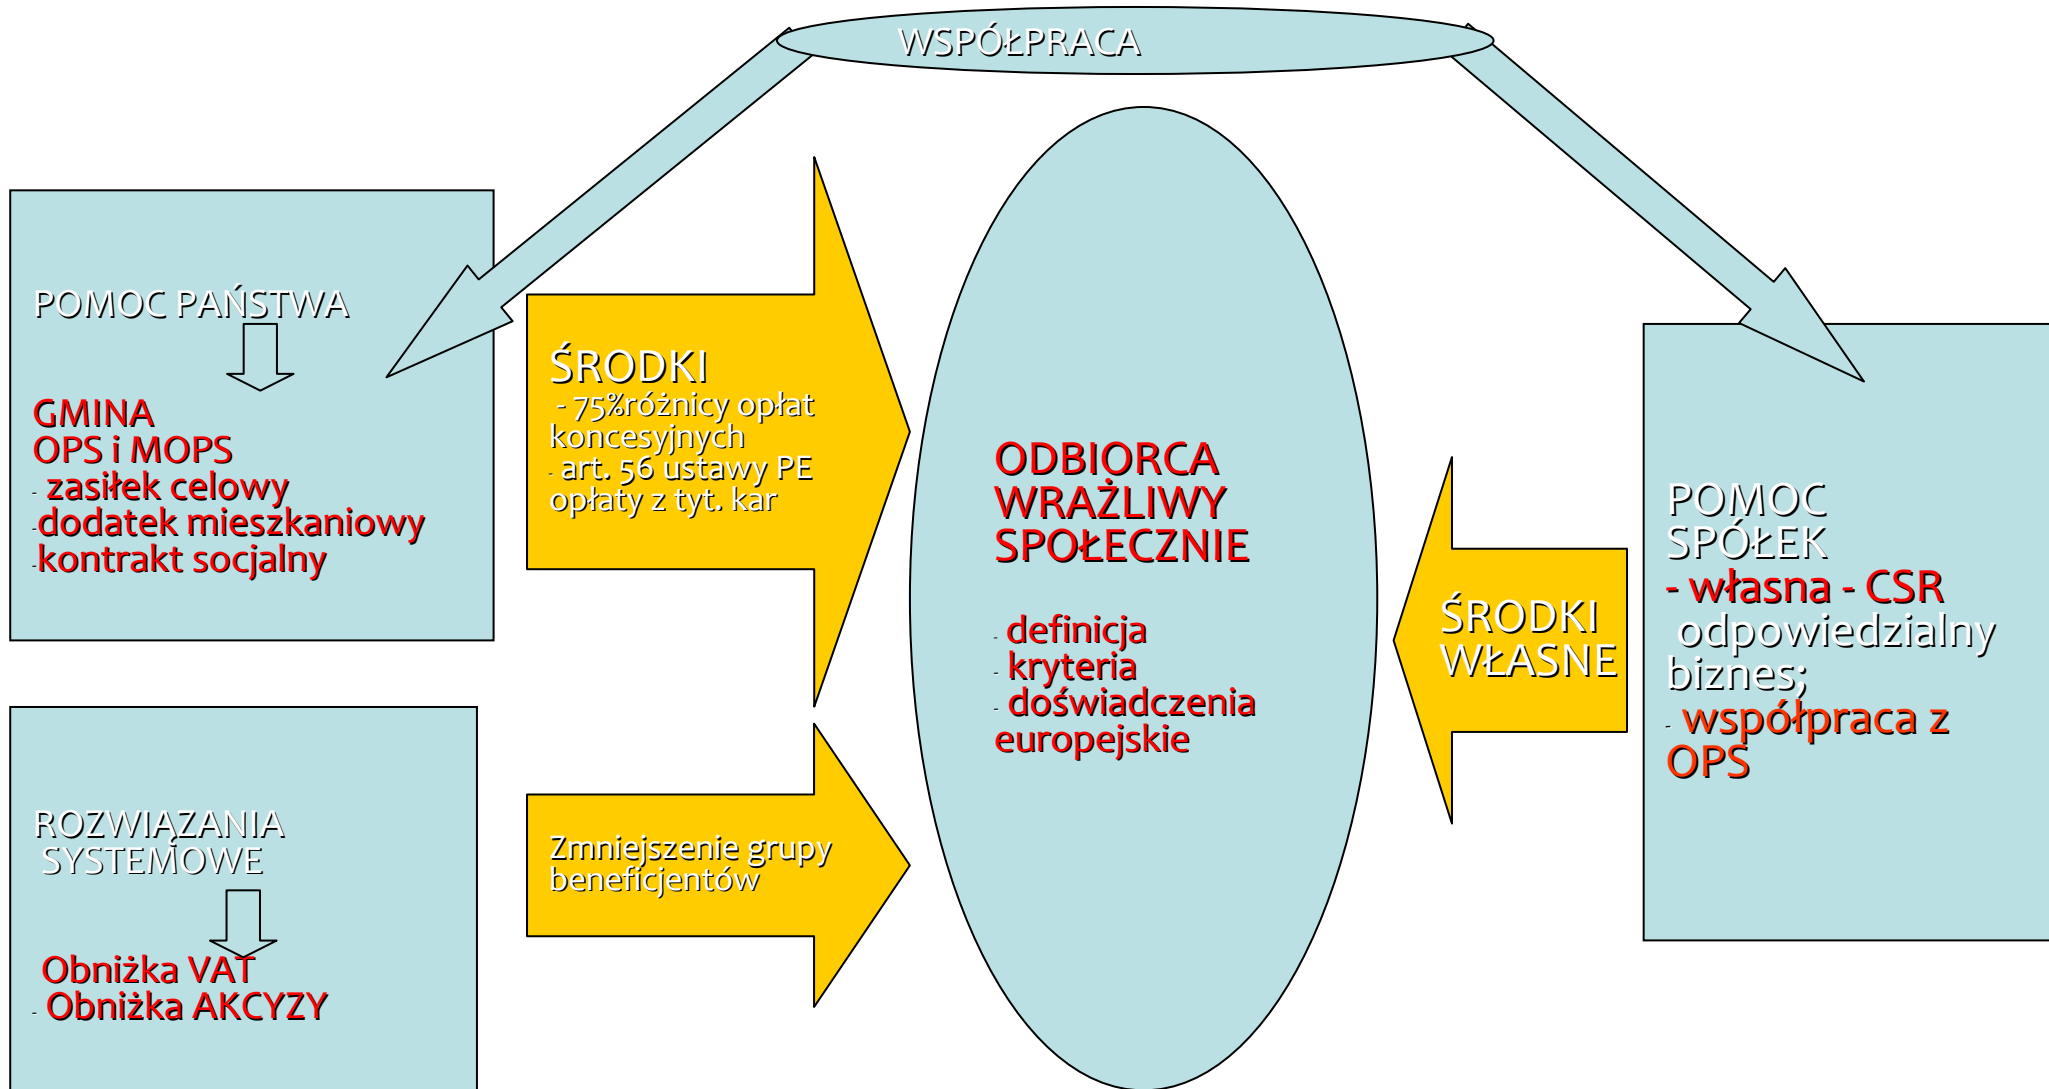 WSPÓŁPRACA
POMOC PAŃSTWA
GMINA
OPS i MOPS
- zasiłek celowy
-dodatek mieszkaniowy
-kontrakt socjalny
ROZWIĄZANIA
SYSTEMOWE
Obniżka VAT
- Obniżka AKCYZY
ŚRODKI
- 75%różnicy opłat
koncesyjnych
- art. 56 ustawy PE
opłaty z tyt. kar
Zmniejszenie grupy
beneficjentów
ODBIORCA
WRAŻLIWY
SPOŁECZNIE
- definicja
- kryteria
- doświadczenia
europejskie
ŚRODKI
WŁASNE
POMOC
SPÓŁEK
- własna - CSR
odpowiedzialny
biznes;
- współpraca z
OPS